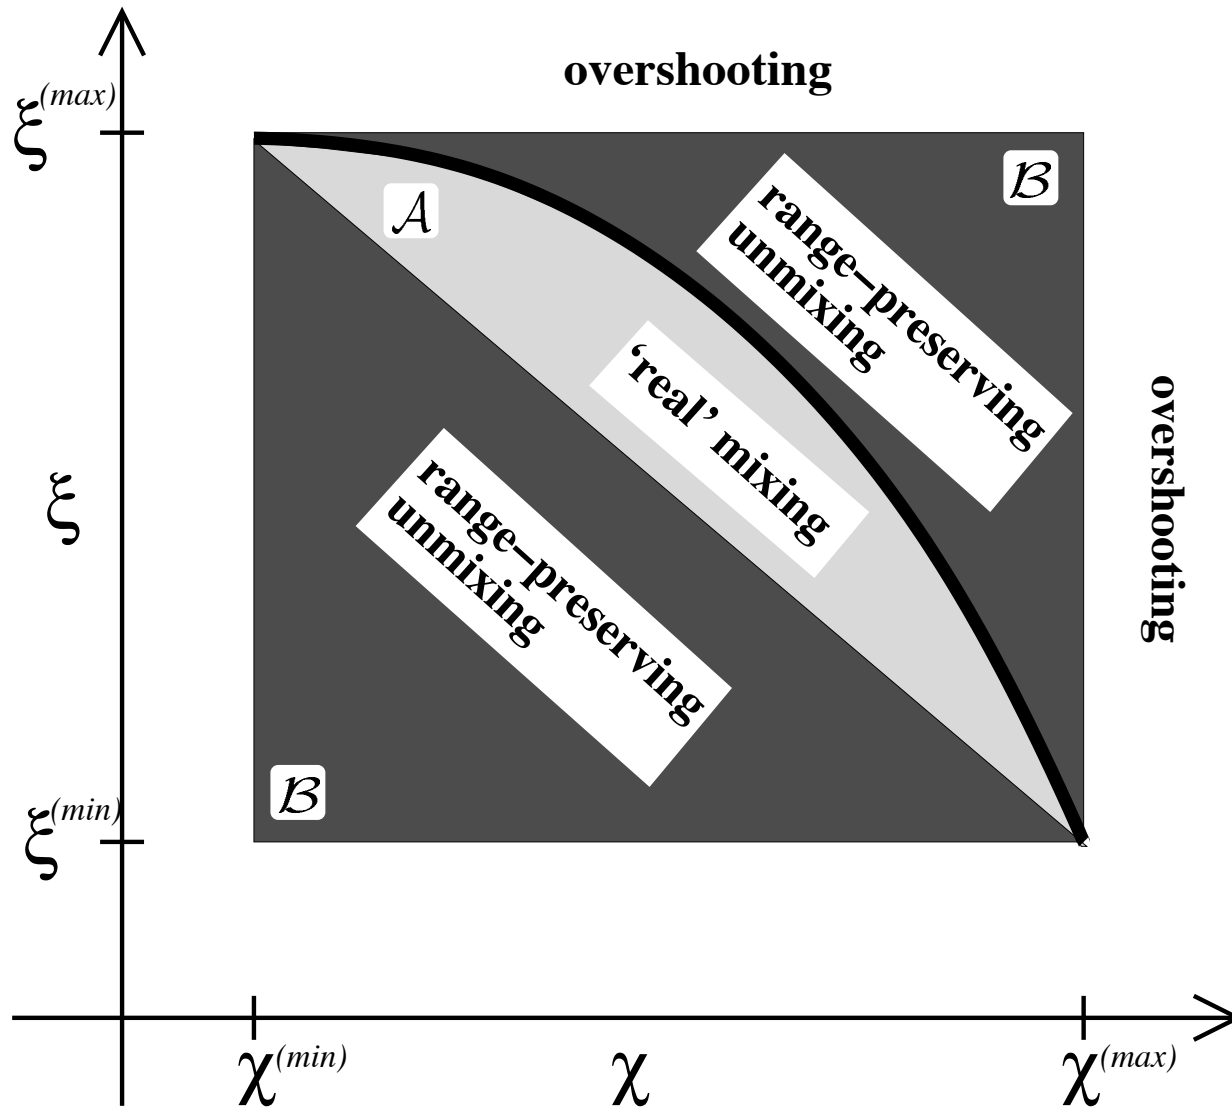 overshooting
ξ(max)
A
B
range–preserving
unmixing
‘real’ mixing
overshooting
ξ
range–preserving
unmixing
B
ξ(min)
χ(min)
χ
χ(max)